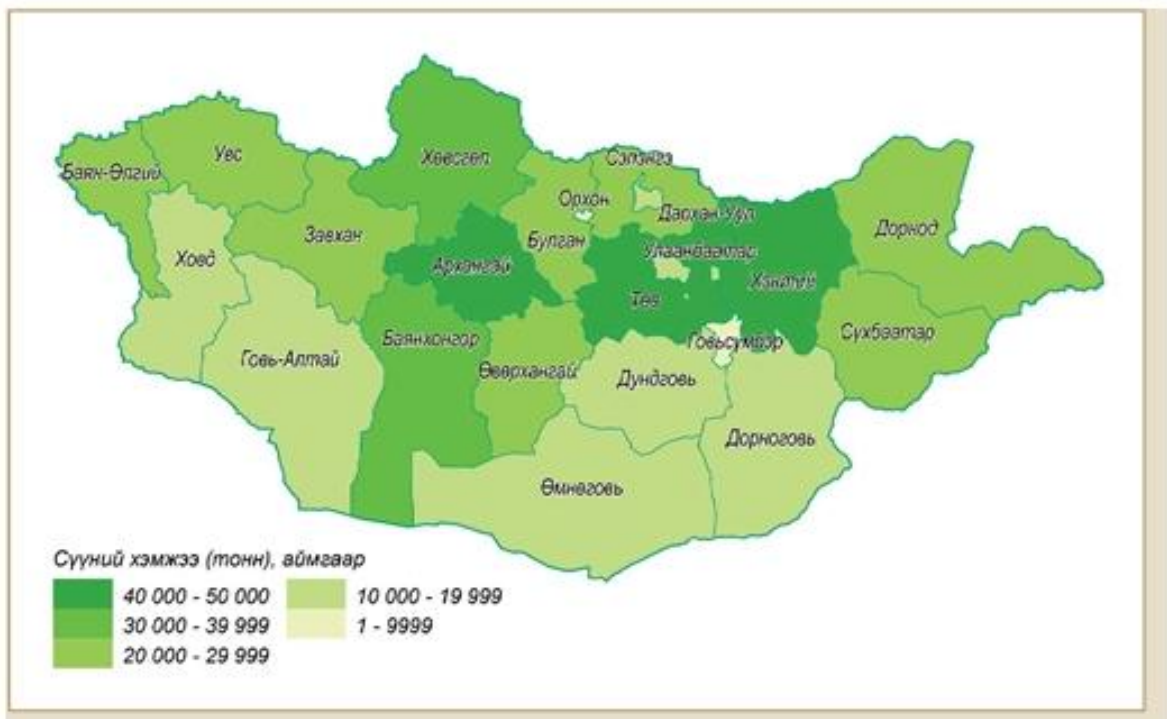 Хөвсгөл
Увс
Баян-Өлгий
Сэлэнгэ
Орхон
Дархан-Уул
Дорнод
Завхан
Булган
Ховд
Улаанбаатар
Архангай
Хэнтий
Төв
Говьсүмбэр
Сүхбаатар
Баянхонгор
Говь-Алтай
Өвөрхангай
Дундговь
Дорноговь
Өмнөговь
Сүүний хэмжээ (тонн), аймгаар
40 000 - 50 000
30 000 - 39 999
20 000 - 29 999
10 000 - 19 999
1 - 9999